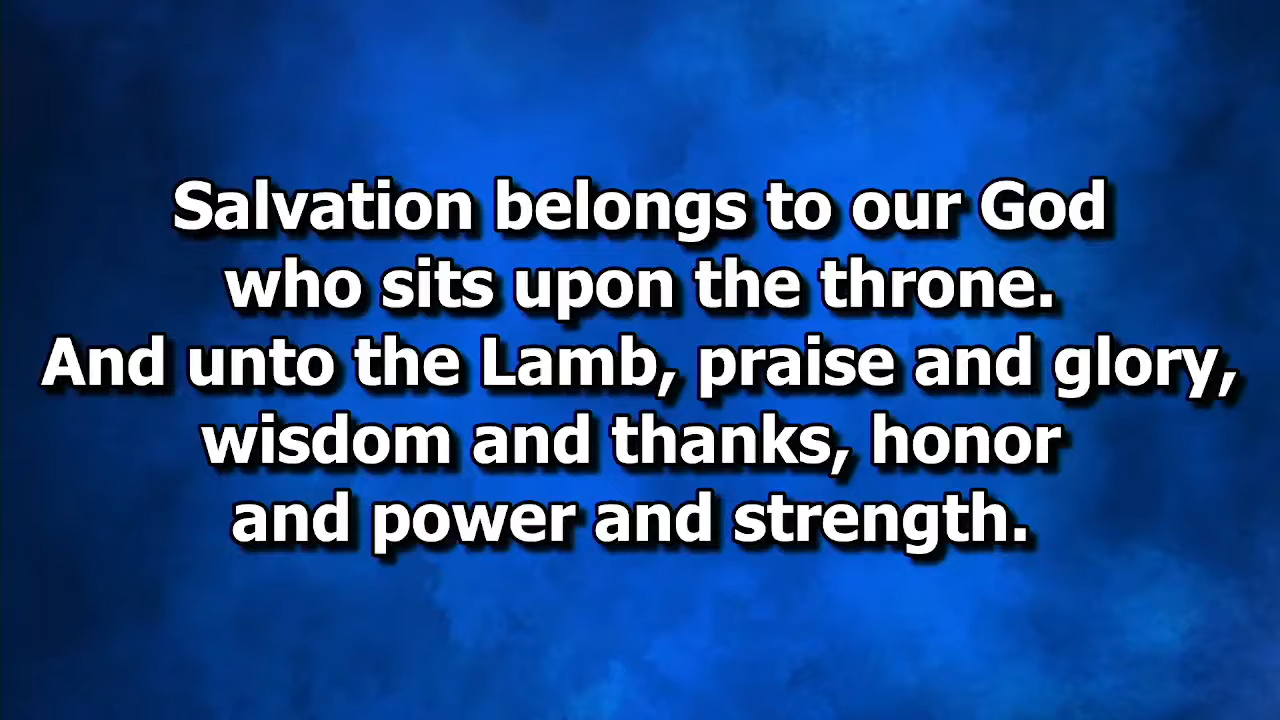 Salvation belongs to our God
who sits upon the throne.
And unto the Lamb, praise and glory,
wisdom and thanks, honor
and power and strength.